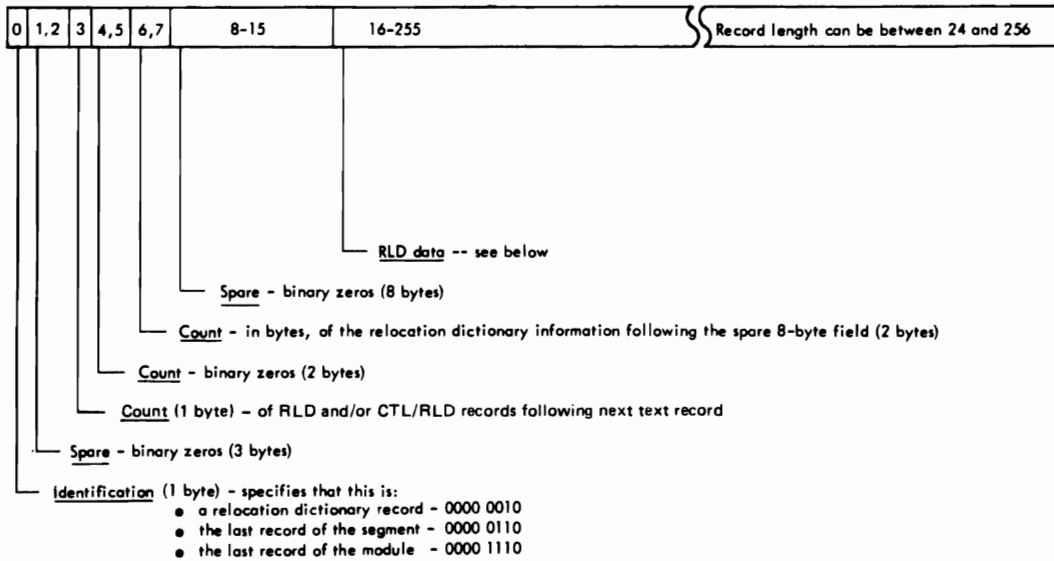 0 1,2 3 4,5 6,7 8-15 16-255 Record length can be between 24 and 256
RLD data -- see below
Spare - binary zeros (8 bytes)
Count - in bytes, of the relocation dictionary information following the spare 8-byte field (2 bytes)
Count - binary zeros (2 bytes)
Count (1 byte) - of RLD and/or CTL/RLD records following next text record
Spare - binary zeros (3 bytes)
Identification (1 byte) - specifies that this is:
• a relocation dictionary record - 0000 0010
• the last record of the segment - 0000 0110
• the last record of the module - 0000 1110